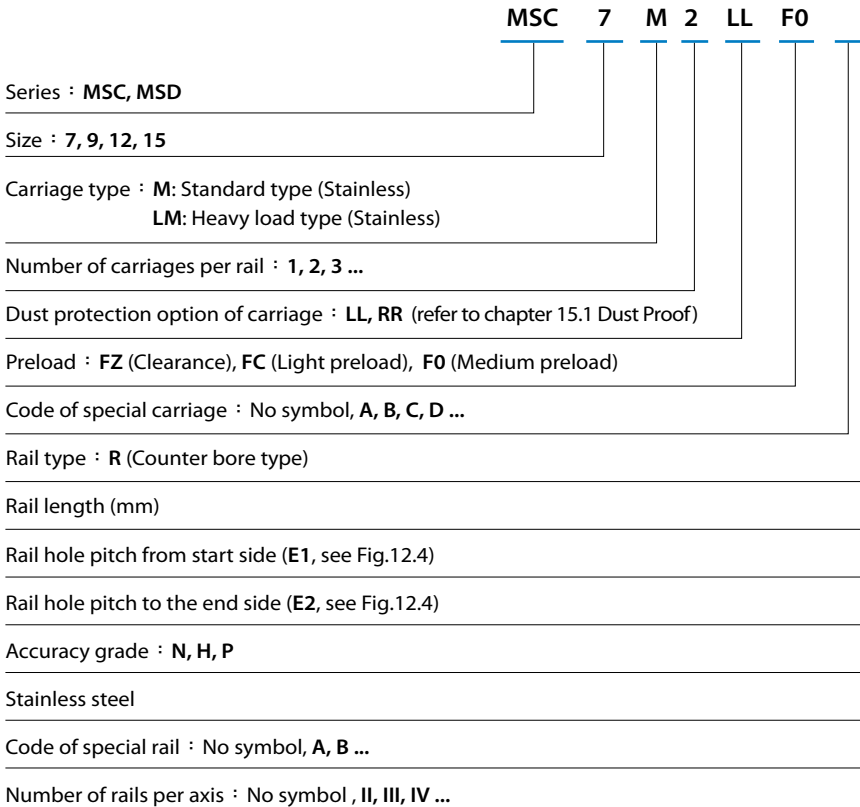 MSC 7 M 2 LL F0
Series：MSC, MSD
Size：7, 9, 12, 15
Carriage type：M: Standard type (Stainless)
LM: Heavy load type (Stainless)
Number of carriages per rail：1, 2, 3 ...
Dust protection option of carriage：LL, RR (refer to chapter 15.1 Dust Proof)
Preload：FZ (Clearance), FC (Light preload), F0 (Medium preload)
Code of special carriage：No symbol, A, B, C, D ...
Rail type：R (Counter bore type)
Rail length (mm)
Rail hole pitch from start side (E1, see Fig.12.4)
Rail hole pitch to the end side (E2, see Fig.12.4)
Accuracy grade：N, H, P
Stainless steel
Code of special rail：No symbol, A, B ...
Number of rails per axis：No symbol , II, III, IV ...